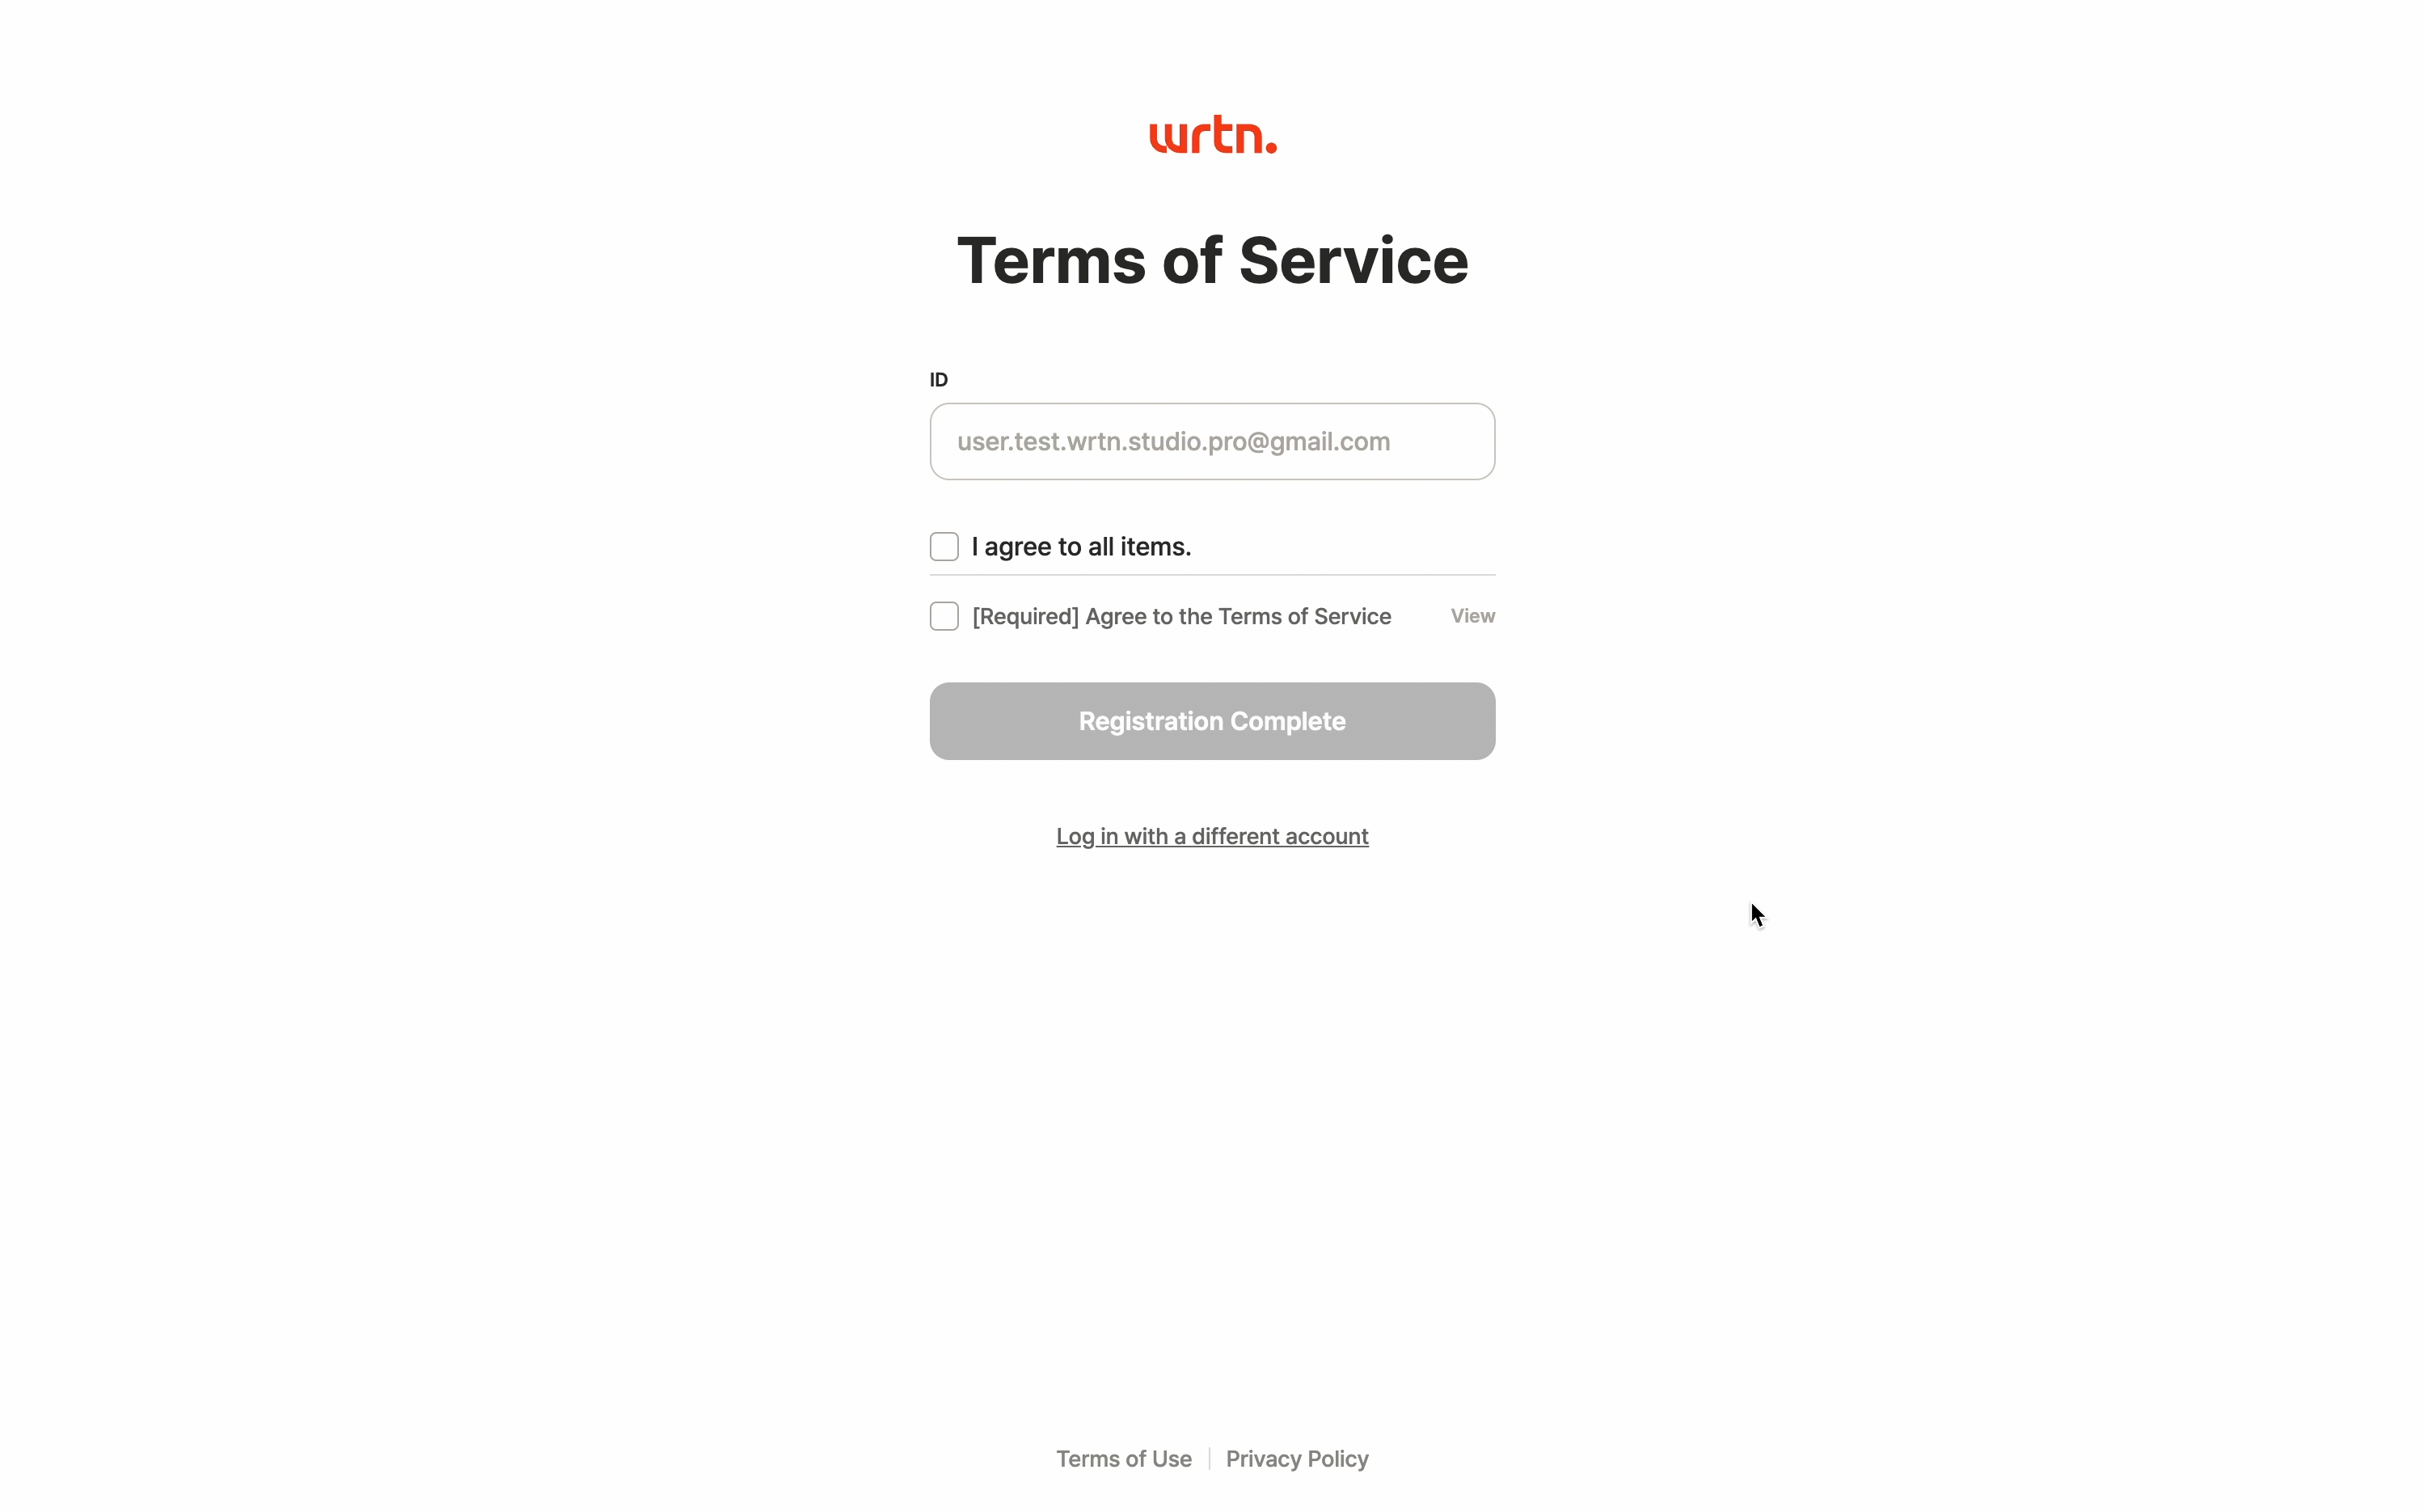 wrtn.
Terms of Service
ID
user.test.wrtn.studio.pro@gmail.com
I agree to all items.
[Required] Agree to the Terms of Service View
Registration Complete
Log in with a different account
Terms of Use | Privacy Policy